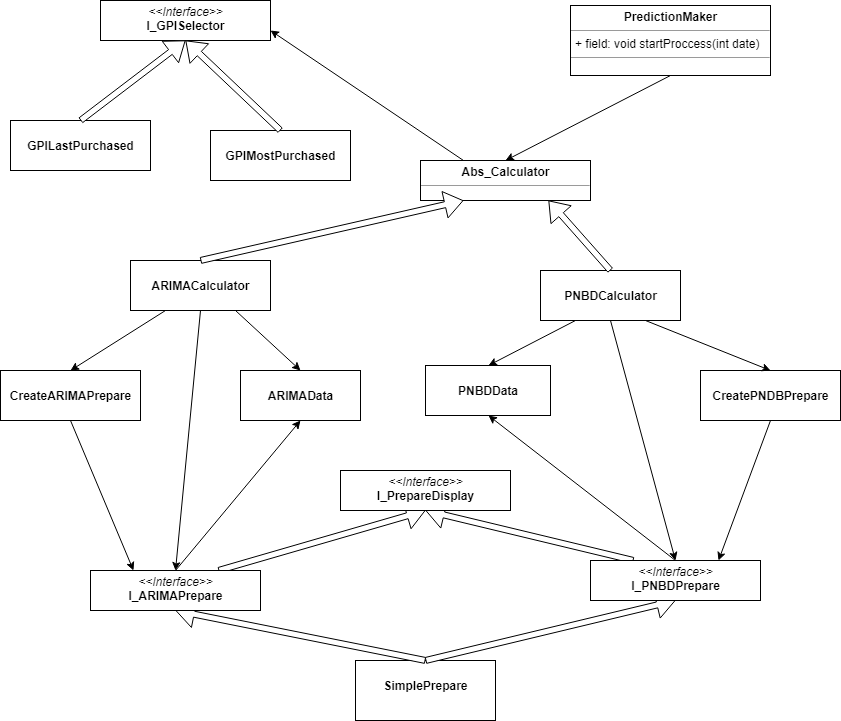 <<Interface>>
I_GPISelector
PredictionMaker
+ field: void startProccess(int date)
GPILastPurchased
GPIMostPurchased
Abs_Calculator
ARIMACalculator
PNBDCalculator
CreateARIMAPrepare
ARIMAData
PNBDData
CreatePNDBPrepare
<<Interface>>
I_PrepareDisplay
<<Interface>>
I_ARIMAPrepare
<<Interface>>
I_PNBDPrepare
SimplePrepare